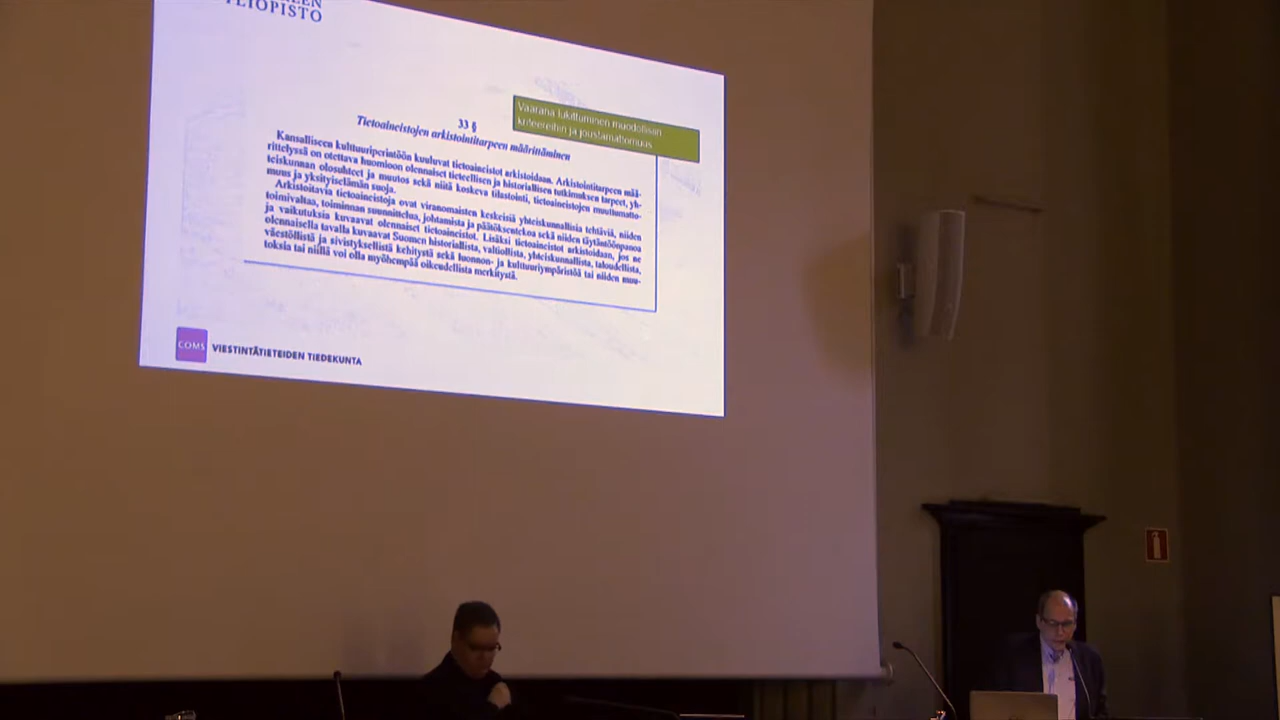 YLIOPISTO
Vaarana lukittuminen muodollisiin
kriteereihin ja joustamattomuus
33 §
Tietoaineistojen arkistointitarpeen määrittäminen
Kansalliseen kulttuuriperintöön kuuluvat tietoaineistot arkistoidaan. Arkistointitarpeen mää-
rittelyssä on otettava huomioon olennaiset tieteellisen ja historiallisen tutkimuksen tarpeet, yh-
teiskunnan olosuhteet ja muutos sekä niitä koskeva tilastointi, tietoaineistojen muuttumatto-
muus ja yksityiselämän suoja.
Arkistoitavia tietoaineistoja ovat viranomaisten keskeisiä yhteiskunnallisia tehtäviä, niiden
toimivaltaa, toiminnan suunnittelua, johtamista ja päätöksentekoa sekä niiden täytäntöönpanoa
ja vaikutuksia kuvaavat olennaiset tietoaineistot. Lisäksi tietoaineistot arkistoidaan, jos ne
olennaisella tavalla kuvaavat Suomen historiallista, valtiollista, yhteiskunnallista, taloudellista,
väestöllistä ja sivistyksellistä kehitystä sekä luonnon- ja kulttuuriympäristöä tai niiden muu-
toksia tai niillä voi olla myöhempää oikeudellista merkitystä.
COMS VIESTINTÄTIETEIDEN TIEDEKUNTA